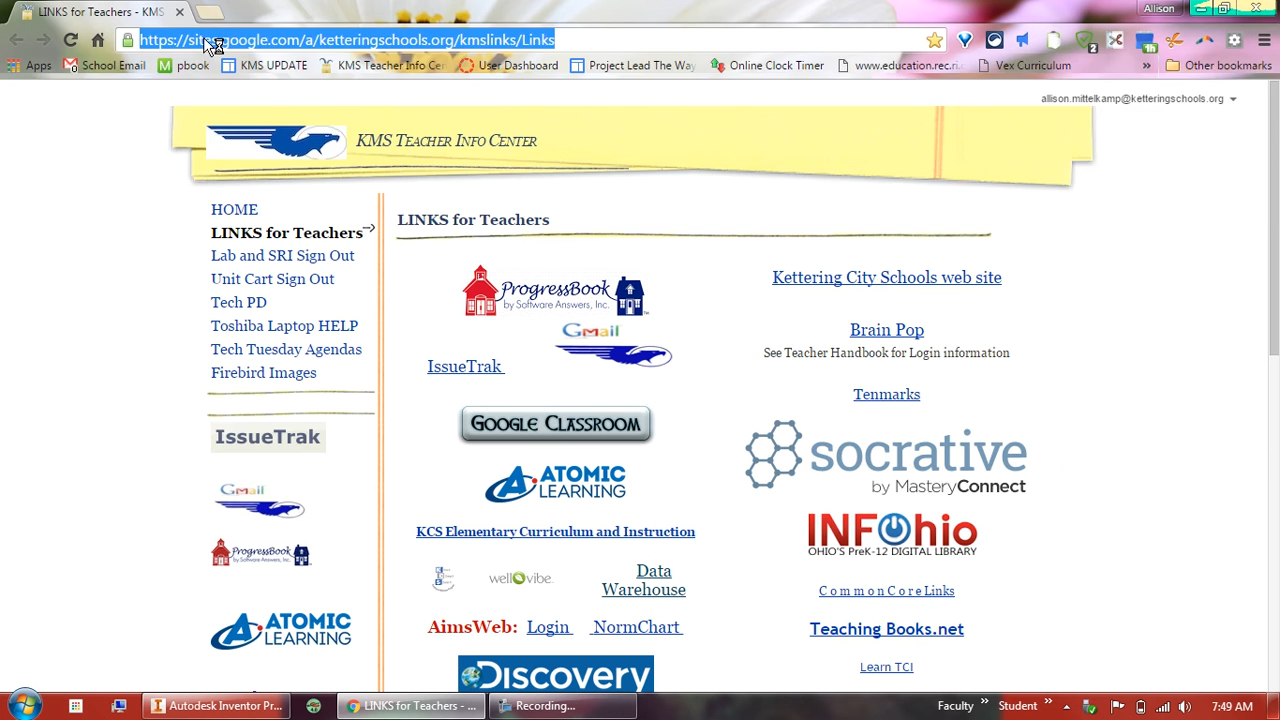 LINKS for Teachers - KMS
Allison
https://sites.google.com/a/ketteringschools.org/kmslinks/Links
Apps
School Email
pbook
KMS UPDATE
KMS Teacher Info Cen
User Dashboard
Project Lead The Way
Online Clock Timer
www.education.rec.ri
Vex Curriculum
»
Other bookmarks
allison.mittelkamp@ketteringschools.org
KMS TEACHER INFO CENTER
HOME
LINKS for Teachers
Lab and SRI Sign Out
Unit Cart Sign Out
Tech PD
Toshiba Laptop HELP
Tech Tuesday Agendas
Firebird Images
IssueTrak
Gmail
ProgressBook
by Software Answers, Inc.
ATOMIC
LEARNING
LINKS for Teachers
ProgressBook
by Software Answers, Inc.
Gmail
IssueTrak
GOOGLE CLASSROOM
ATOMIC
LEARNING
KCS Elementary Curriculum and Instruction
wellovibe.
Data
Warehouse
AimsWeb: Login NormChart
Discovery
Kettering City Schools web site
Brain Pop
See Teacher Handbook for Login information
Tenmarks
socrative
by MasteryConnect
INFOhio
OHIO'S PreK-12 DIGITAL LIBRARY
C o m m o n C o r e Links
Teaching Books.net
Learn TCI
Autodesk Inventor Pr...
LINKS for Teachers - ...
Recording...
Faculty »
Student »
7:49 AM